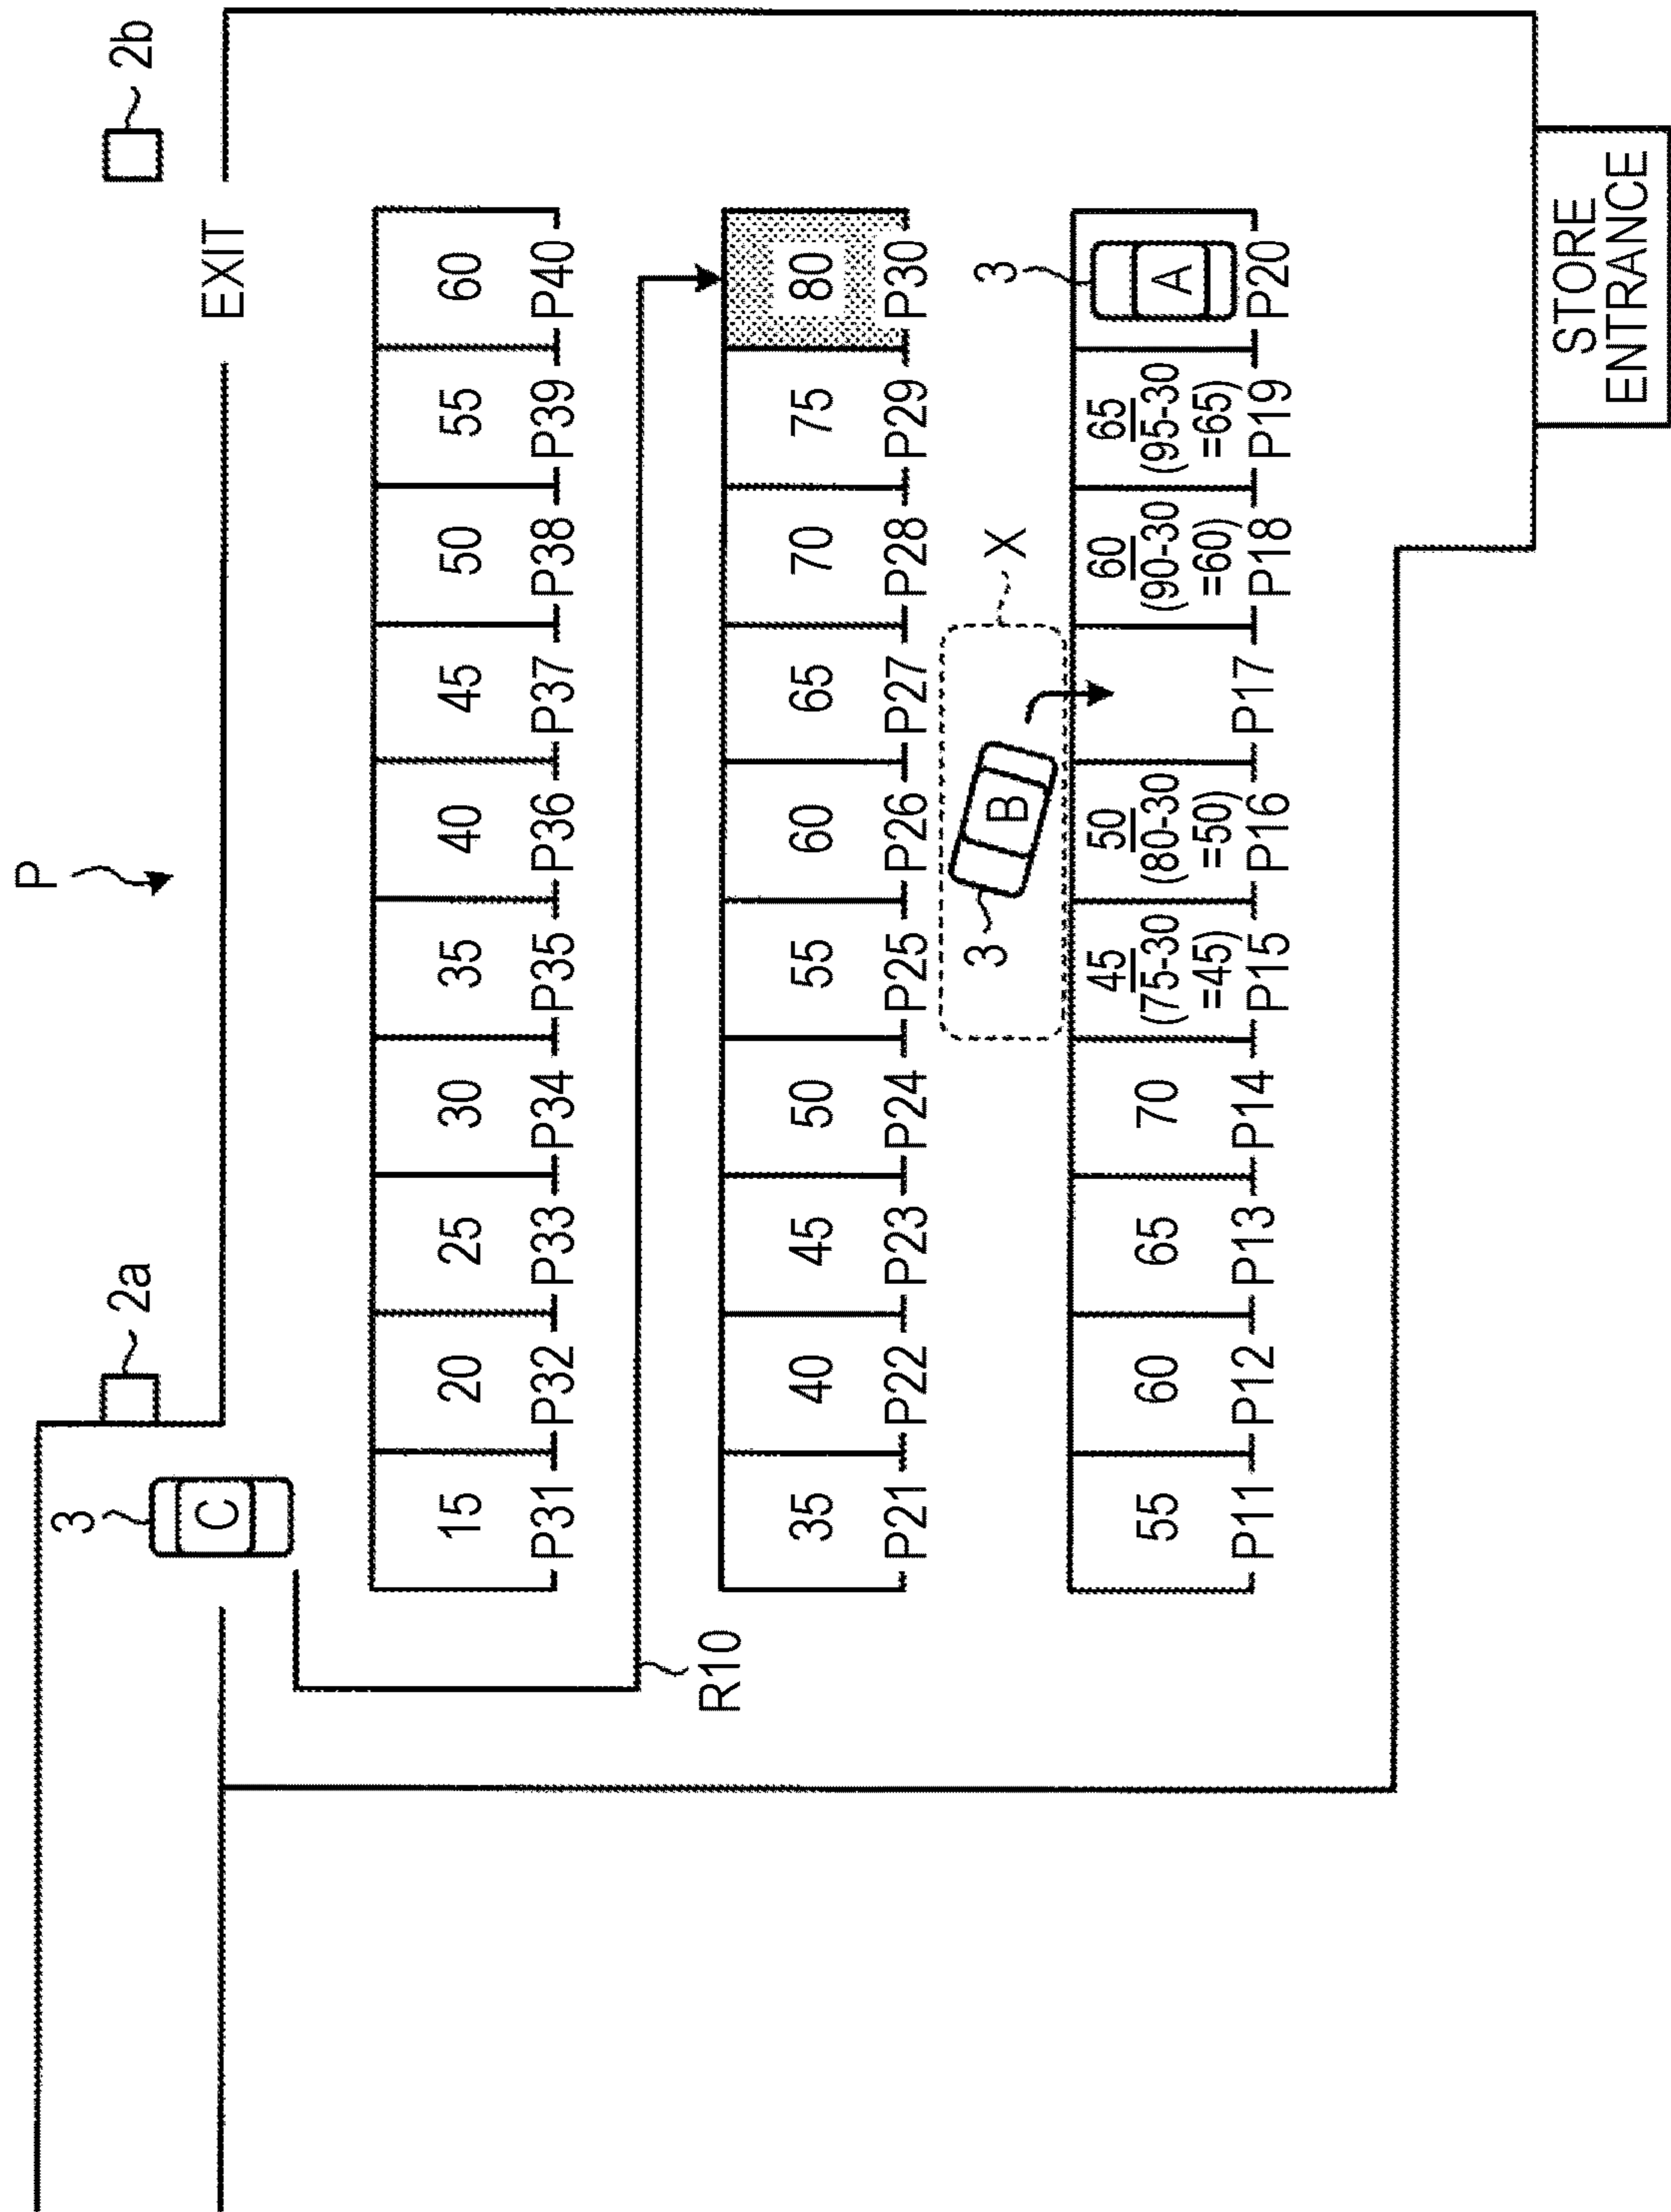 P
2a
2b
3
C
EXIT
15
20
25
30
35
40
45
50
55
60
P31
P32
P33
P34
P35
P36
P37
P38
P39
P40
R10
35
40
45
50
55
60
65
70
75
80
P21
P22
P23
P24
P25
P26
P27
P28
P29
P30
3
B
X
3
A
55
60
65
70
45
(75-30
=45)
50
(80-30
=50)
60
(90-30
=60)
65
(95-30
=65)
P11
P12
P13
P14
P15
P16
P17
P18
P19
P20
STORE
ENTRANCE